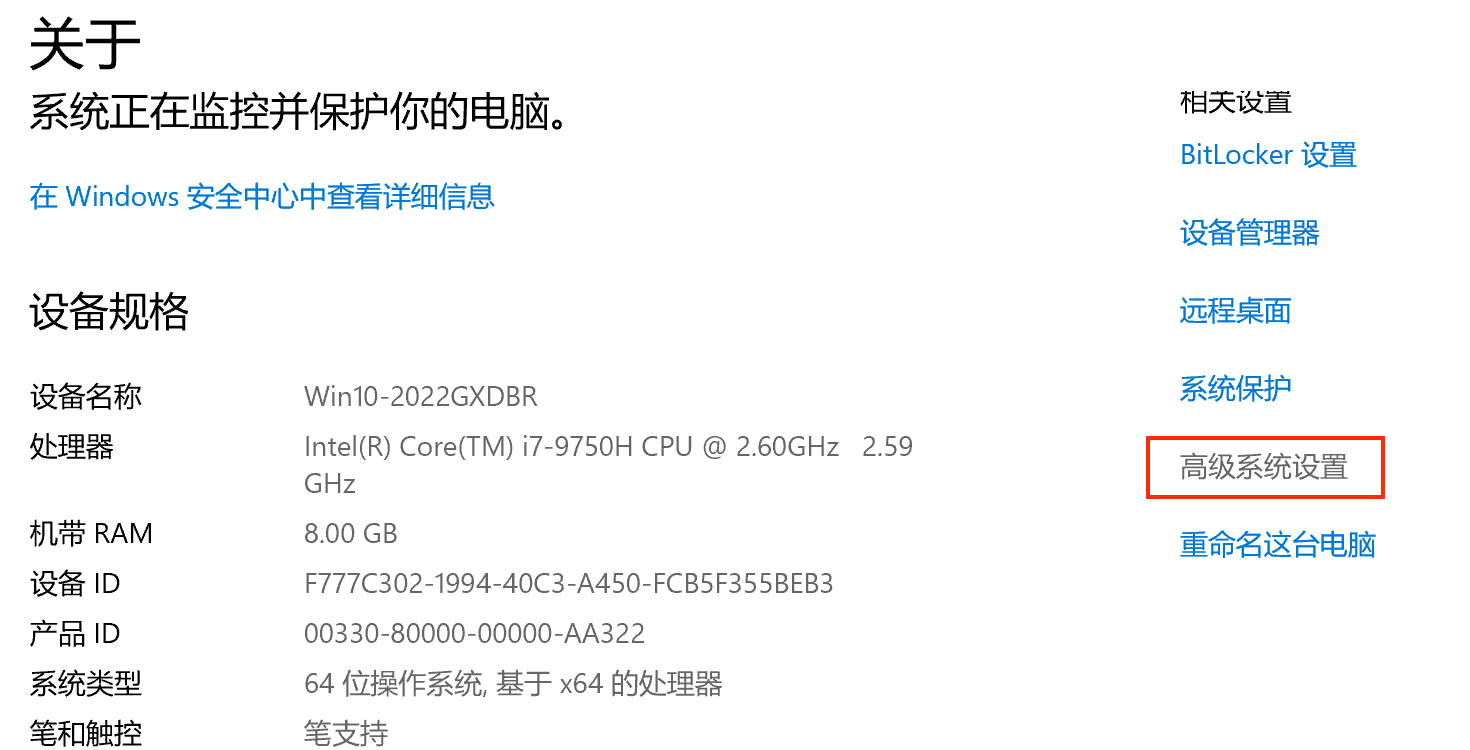 关于
系统正在监控并保护你的电脑。
在 Windows 安全中心中查看详细信息
设备规格
设备名称 Win10-2022GXDBR
处理器 Intel(R) Core(TM) i7-9750H CPU @ 2.60GHz 2.59
GHz
机带 RAM 8.00 GB
设备 ID F777C302-1994-40C3-A450-FCB5F355BEB3
产品 ID 00330-80000-00000-AA322
系统类型 64 位操作系统, 基于 x64 的处理器
笔和触控 笔支持
相关设置
BitLocker 设置
设备管理器
远程桌面
系统保护
高级系统设置
重命名这台电脑